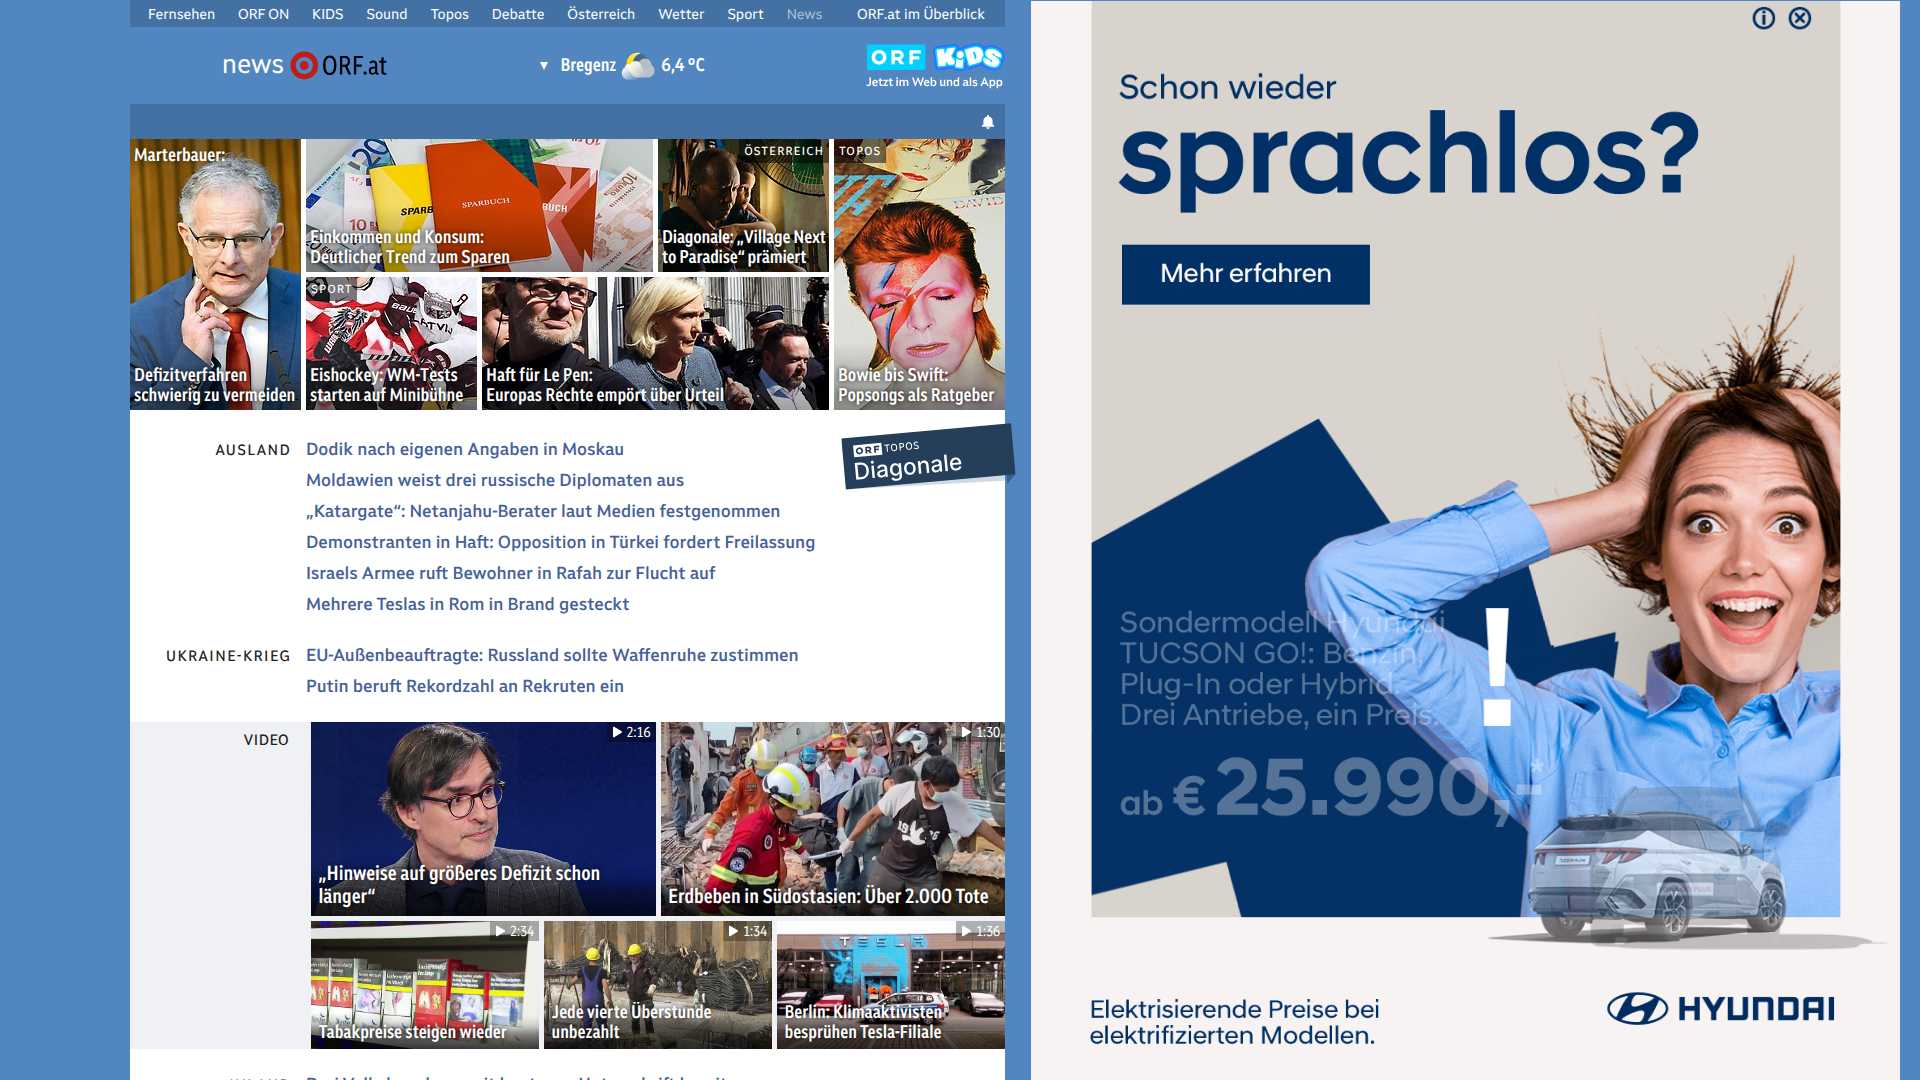 Fernsehen ORF ON KIDS Sound Topos Debatte Österreich Wetter Sport News ORF.at im Überblick
news ORF.at
▼ Bregenz 6,4 °C
ORF KiDS
Jetzt im Web und als App
Marterbauer:
Defizitverfahren
schwierig zu vermeiden
SPARBUCH
Einkommen und Konsum:
Deutlicher Trend zum Sparen
ÖSTERREICH
Diagonale: „Village Next
to Paradise“ prämiert
TOPOS
DAVID
Bowie bis Swift:
Popsongs als Ratgeber
SPORT
Eishockey: WM-Tests
starten auf Minibühne
Haft für Le Pen:
Europas Rechte empört über Urteil
AUSLAND
Dodik nach eigenen Angaben in Moskau
Moldawien weist drei russische Diplomaten aus
„Katargate“: Netanjahu-Berater laut Medien festgenommen
Demonstranten in Haft: Opposition in Türkei fordert Freilassung
Israels Armee ruft Bewohner in Rafah zur Flucht auf
Mehrere Teslas in Rom in Brand gesteckt
ORF TOPOS
Diagonale
UKRAINE-KRIEG
EU-Außenbeauftragte: Russland sollte Waffenruhe zustimmen
Putin beruft Rekordzahl an Rekruten ein
VIDEO
2:16
„Hinweise auf größeres Defizit schon
länger“
1:30
Erdbeben in Südostasien: Über 2.000 Tote
2:34
Tabakpreise steigen wieder
1:34
Jede vierte Überstunde
unbezahlt
1:36
TESLA
Berlin: Klimaaktivisten
besprühen Tesla-Filiale
Schon wieder
sprachlos?
Mehr erfahren
Sondermodell Hyundai
TUCSON GO!: Benzin,
Plug-In oder Hybrid.
Drei Antriebe, ein Preis.
!
ab € 25.990,-*
Elektrisierende Preise bei
elektrifizierten Modellen.
HYUNDAI